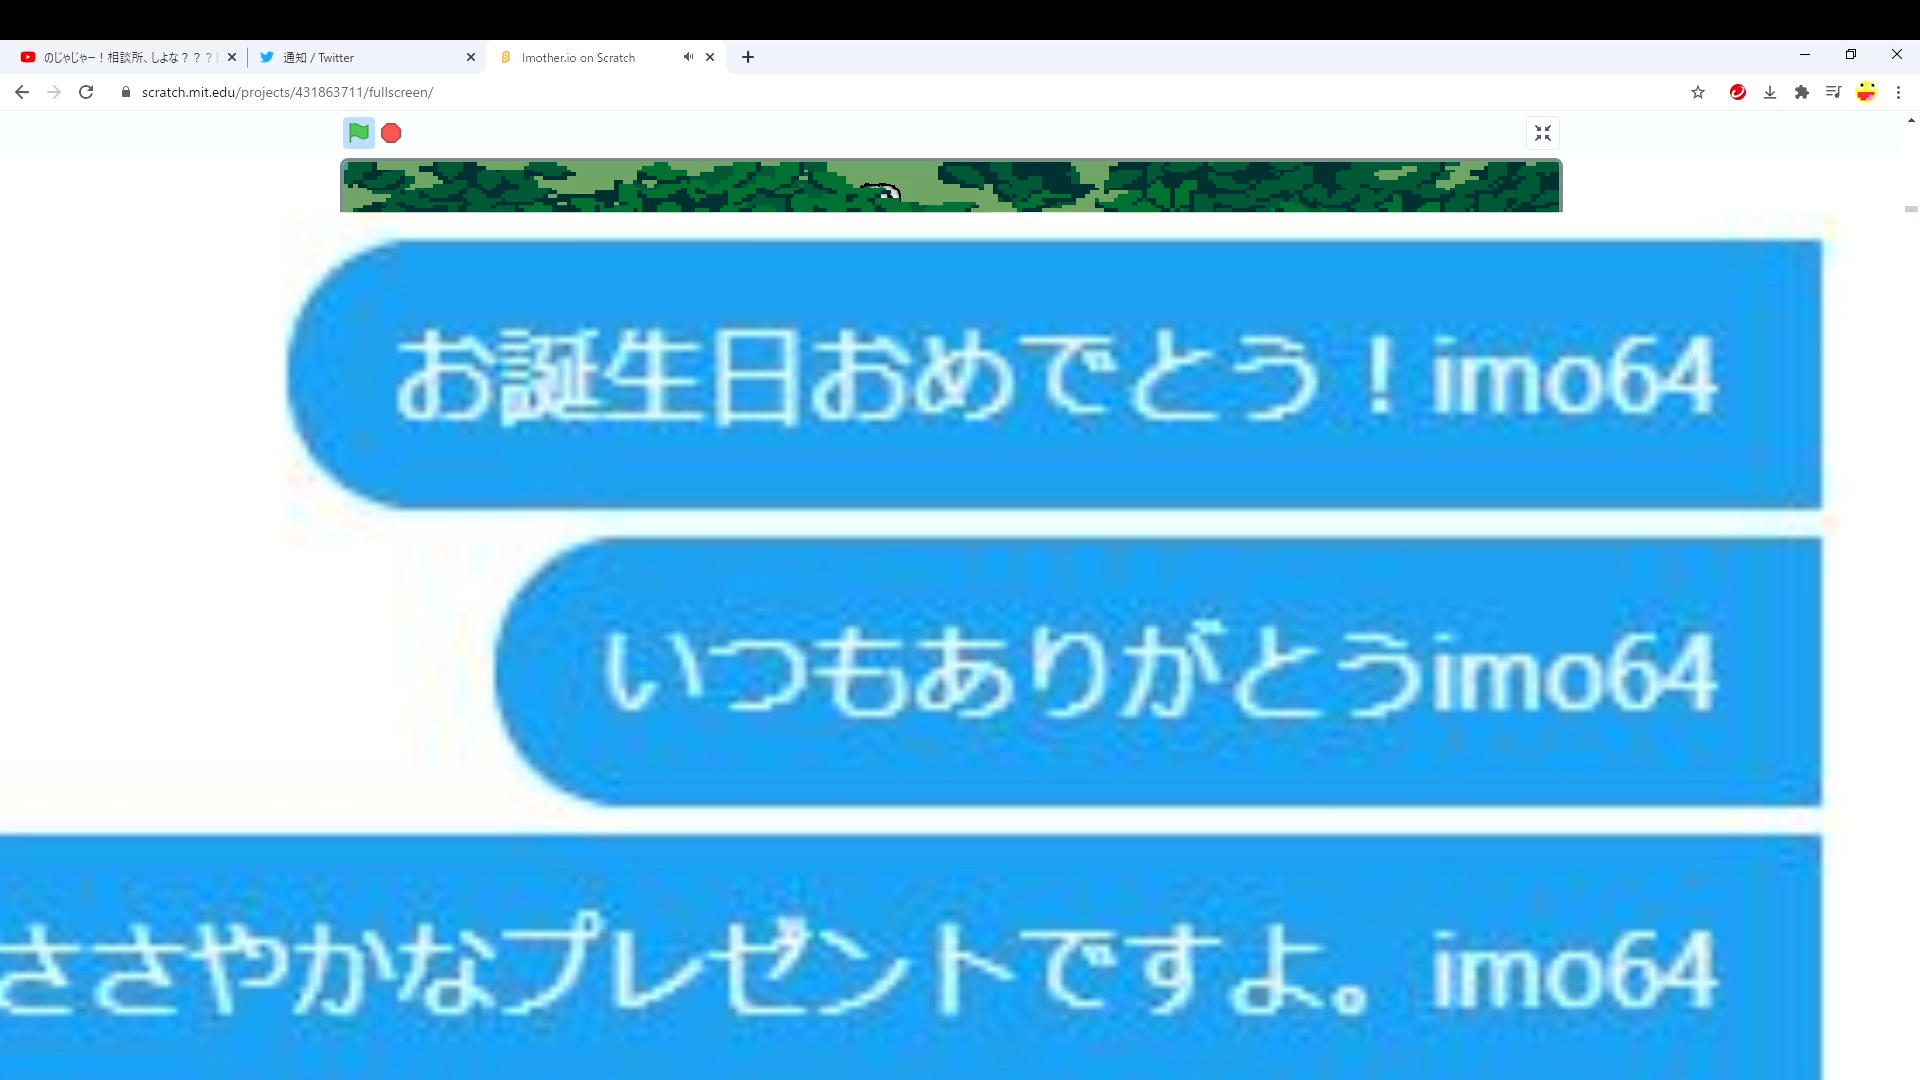 のじゃじゃー！相談所、しよな？？？
通知 / Twitter
Imother.io on Scratch
scratch.mit.edu/projects/431863711/fullscreen/
お誕生日おめでとう！imo64
いつもありがとうimo64
ささやかなプレゼントですよ。imo64